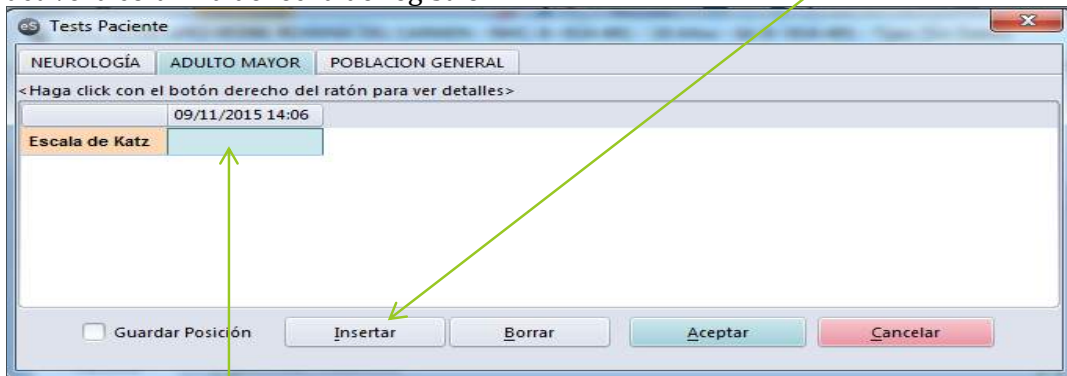 eS Tests Paciente
NEUROLOGÍA ADULTO MAYOR POBLACION GENERAL
<Haga click con el botón derecho del ratón para ver detalles>
09/11/2015 14:06
Escala de Katz
Guardar Posición Insertar Borrar Aceptar Cancelar